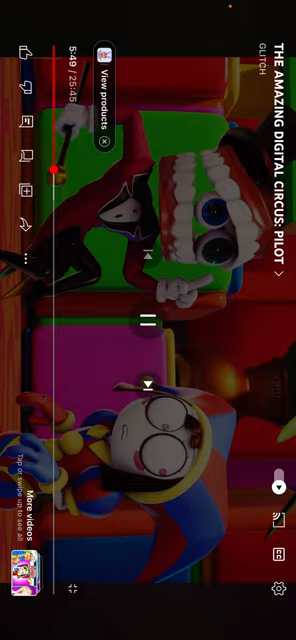 THE AMAZING DIGITAL CIRCUS: PILOT
GLITCH
View products
5:49 / 25:45
More videos
Tap or swipe up to see all